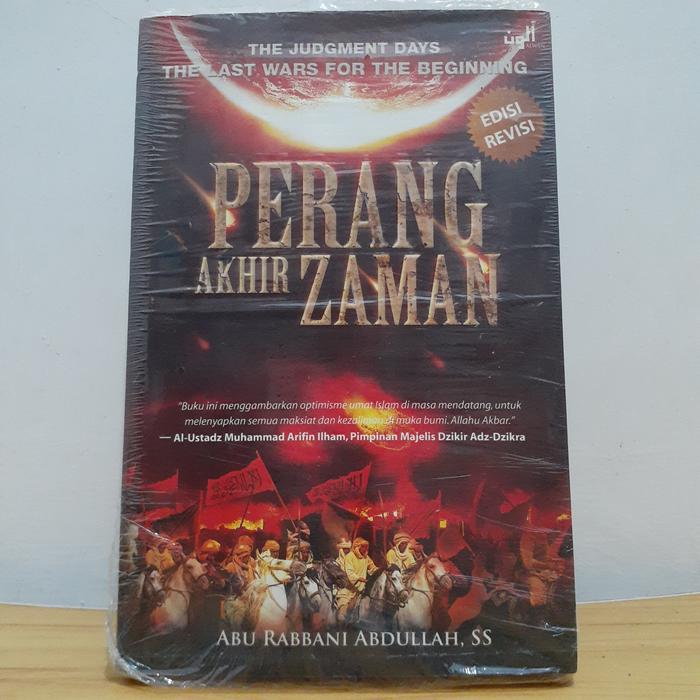 ألون
ALWAN
THE JUDGMENT DAYS
THE LAST WARS FOR THE BEGINNING
EDISI
REVISI
PERANG
AKHIR ZAMAN
“Buku ini menggambarkan optimisme umat Islam di masa mendatang, untuk
melenyapkan semua maksiat dan kezaliman di muka bumi. Allahu Akbar.”
— Al-Ustadz Muhammad Arifin Ilham, Pimpinan Majelis Dzikir Adz-Dzikra
ABU RABBANI ABDULLAH, SS